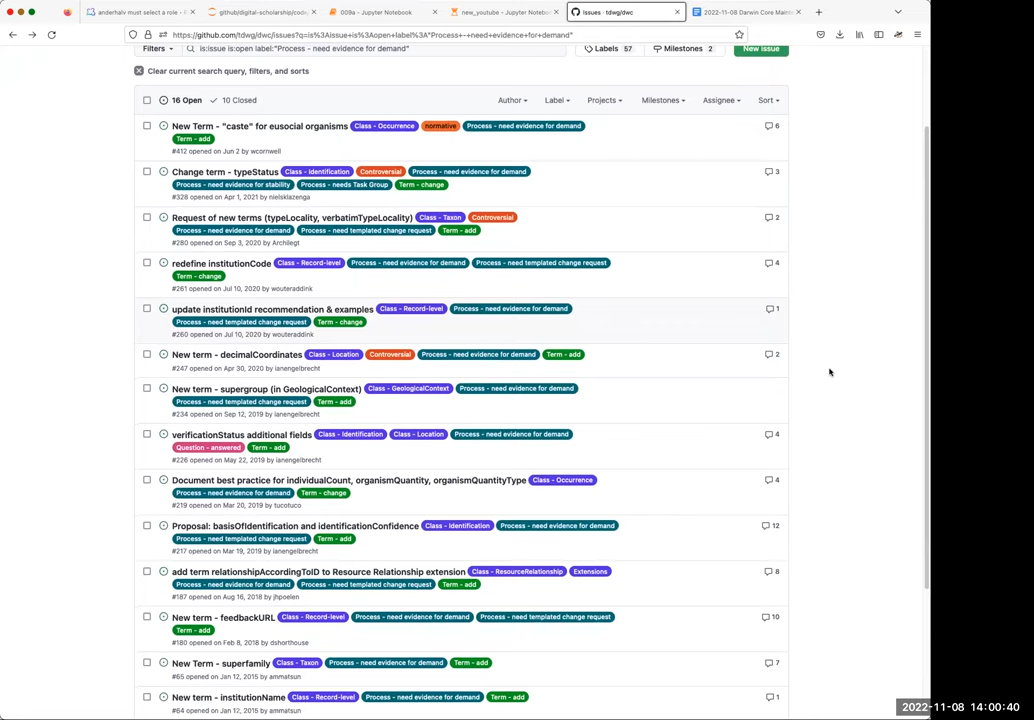 anderhalv must select a role - P
github/digital-scholarship/code
009a - Jupyter Notebook
new_youtube - Jupyter Notebook
Issues · tdwg/dwc
2022-11-08 Darwin Core Maint
https://github.com/tdwg/dwc/issues?q=is%3Aissue+is%3Aopen+label%3A"Process+-+need+evidence+for+demand"
Filters
is:issue is:open label:"Process - need evidence for demand"
Labels 57
Milestones 2
New issue
Clear current search query, filters, and sorts
16 Open 10 Closed Author Label Projects Milestones Assignee Sort
New Term - "caste" for eusocial organisms Class - Occurrence normative Process - need evidence for demand 6
Term - add
#412 opened on Jun 2 by wcornwell
Change term - typeStatus Class - Identification Controversial Process - need evidence for demand 3
Process - need evidence for stability Process - needs Task Group Term - change
#328 opened on Apr 1, 2021 by nielsklazenga
Request of new terms (typeLocality, verbatimTypeLocality) Class - Taxon Controversial 2
Process - need evidence for demand Process - need templated change request Term - add
#280 opened on Sep 3, 2020 by Archilegt
redefine institutionCode Class - Record-level Process - need evidence for demand Process - need templated change request 4
Term - change
#261 opened on Jul 10, 2020 by wouteraddink
update institutionId recommendation & examples Class - Record-level Process - need evidence for demand 1
Process - need templated change request Term - change
#260 opened on Jul 10, 2020 by wouteraddink
New term - decimalCoordinates Class - Location Controversial Process - need evidence for demand Term - add 2
#247 opened on Apr 30, 2020 by ianengelbrecht
New term - supergroup (in GeologicalContext) Class - GeologicalContext Process - need evidence for demand
Process - need templated change request Term - add
#234 opened on Sep 12, 2019 by ianengelbrecht
verificationStatus additional fields Class - Identification Class - Location Process - need evidence for demand 4
Question - answered Term - add
#226 opened on May 22, 2019 by ianengelbrecht
Document best practice for individualCount, organismQuantity, organismQuantityType Class - Occurrence 4
Process - need evidence for demand Term - change
#219 opened on Mar 20, 2019 by tucotuco
Proposal: basisOfIdentification and identificationConfidence Class - Identification Process - need evidence for demand 12
Process - need templated change request Term - add
#217 opened on Mar 19, 2019 by ianengelbrecht
add term relationshipAccordingToID to Resource Relationship extension Class - ResourceRelationship Extensions 8
Process - need evidence for demand Process - need templated change request Term - add
#187 opened on Aug 16, 2018 by jhpoelen
New term - feedbackURL Class - Record-level Process - need evidence for demand Process - need templated change request 10
Term - add
#180 opened on Feb 8, 2018 by dshorthouse
New Term - superfamily Class - Taxon Process - need evidence for demand Term - add 7
#65 opened on Jan 12, 2015 by ammatsun
New term - institutionName Class - Record-level Process - need evidence for demand Term - add 1
#64 opened on Jan 12, 2015 by ammatsun
2022-11-08 14:00:40